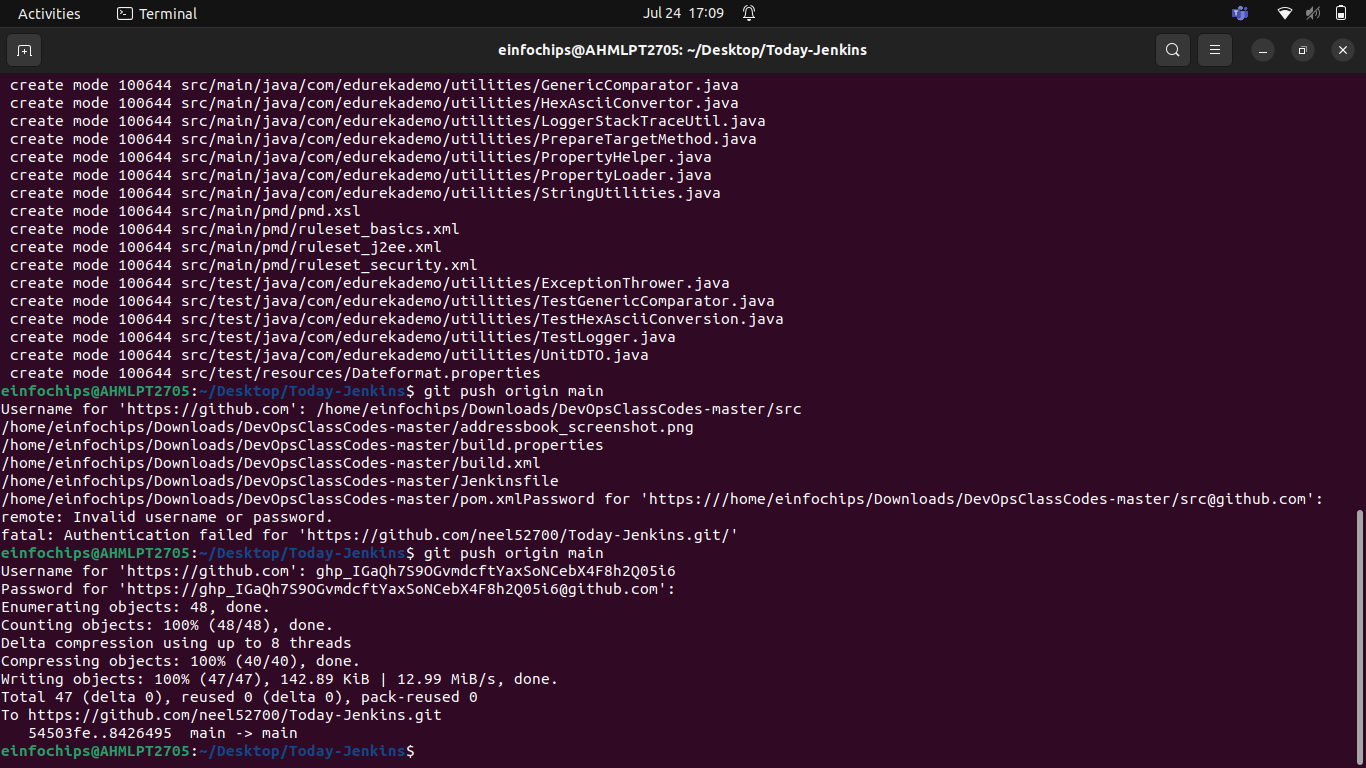 Activities Terminal Jul 24 17:09
einfochips@AHMLPT2705: ~/Desktop/Today-Jenkins
create mode 100644 src/main/java/com/edurekademo/utilities/GenericComparator.java
create mode 100644 src/main/java/com/edurekademo/utilities/HexAsciiConvertor.java
create mode 100644 src/main/java/com/edurekademo/utilities/LoggerStackTraceUtil.java
create mode 100644 src/main/java/com/edurekademo/utilities/PrepareTargetMethod.java
create mode 100644 src/main/java/com/edurekademo/utilities/PropertyHelper.java
create mode 100644 src/main/java/com/edurekademo/utilities/PropertyLoader.java
create mode 100644 src/main/java/com/edurekademo/utilities/StringUtilities.java
create mode 100644 src/main/pmd/pmd.xsl
create mode 100644 src/main/pmd/ruleset_basics.xml
create mode 100644 src/main/pmd/ruleset_j2ee.xml
create mode 100644 src/main/pmd/ruleset_security.xml
create mode 100644 src/test/java/com/edurekademo/utilities/ExceptionThrower.java
create mode 100644 src/test/java/com/edurekademo/utilities/TestGenericComparator.java
create mode 100644 src/test/java/com/edurekademo/utilities/TestHexAsciiConversion.java
create mode 100644 src/test/java/com/edurekademo/utilities/TestLogger.java
create mode 100644 src/test/java/com/edurekademo/utilities/UnitDTO.java
create mode 100644 src/test/resources/Dateformat.properties
einfochips@AHMLPT2705:~/Desktop/Today-Jenkins$ git push origin main
Username for 'https://github.com': /home/einfochips/Downloads/DevOpsClassCodes-master/src
/home/einfochips/Downloads/DevOpsClassCodes-master/addressbook_screenshot.png
/home/einfochips/Downloads/DevOpsClassCodes-master/build.properties
/home/einfochips/Downloads/DevOpsClassCodes-master/build.xml
/home/einfochips/Downloads/DevOpsClassCodes-master/Jenkinsfile
/home/einfochips/Downloads/DevOpsClassCodes-master/pom.xmlPassword for 'https:///home/einfochips/Downloads/DevOpsClassCodes-master/src@github.com':
remote: Invalid username or password.
fatal: Authentication failed for 'https://github.com/neel52700/Today-Jenkins.git/'
einfochips@AHMLPT2705:~/Desktop/Today-Jenkins$ git push origin main
Username for 'https://github.com': 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
Password for 'https://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@github.com':
Enumerating objects: 48, done.
Counting objects: 100% (48/48), done.
Delta compression using up to 8 threads
Compressing objects: 100% (40/40), done.
Writing objects: 100% (47/47), 142.89 KiB | 12.99 MiB/s, done.
Total 47 (delta 0), reused 0 (delta 0), pack-reused 0
To https://github.com/neel52700/Today-Jenkins.git
54503fe..8426495 main -> main
einfochips@AHMLPT2705:~/Desktop/Today-Jenkins$